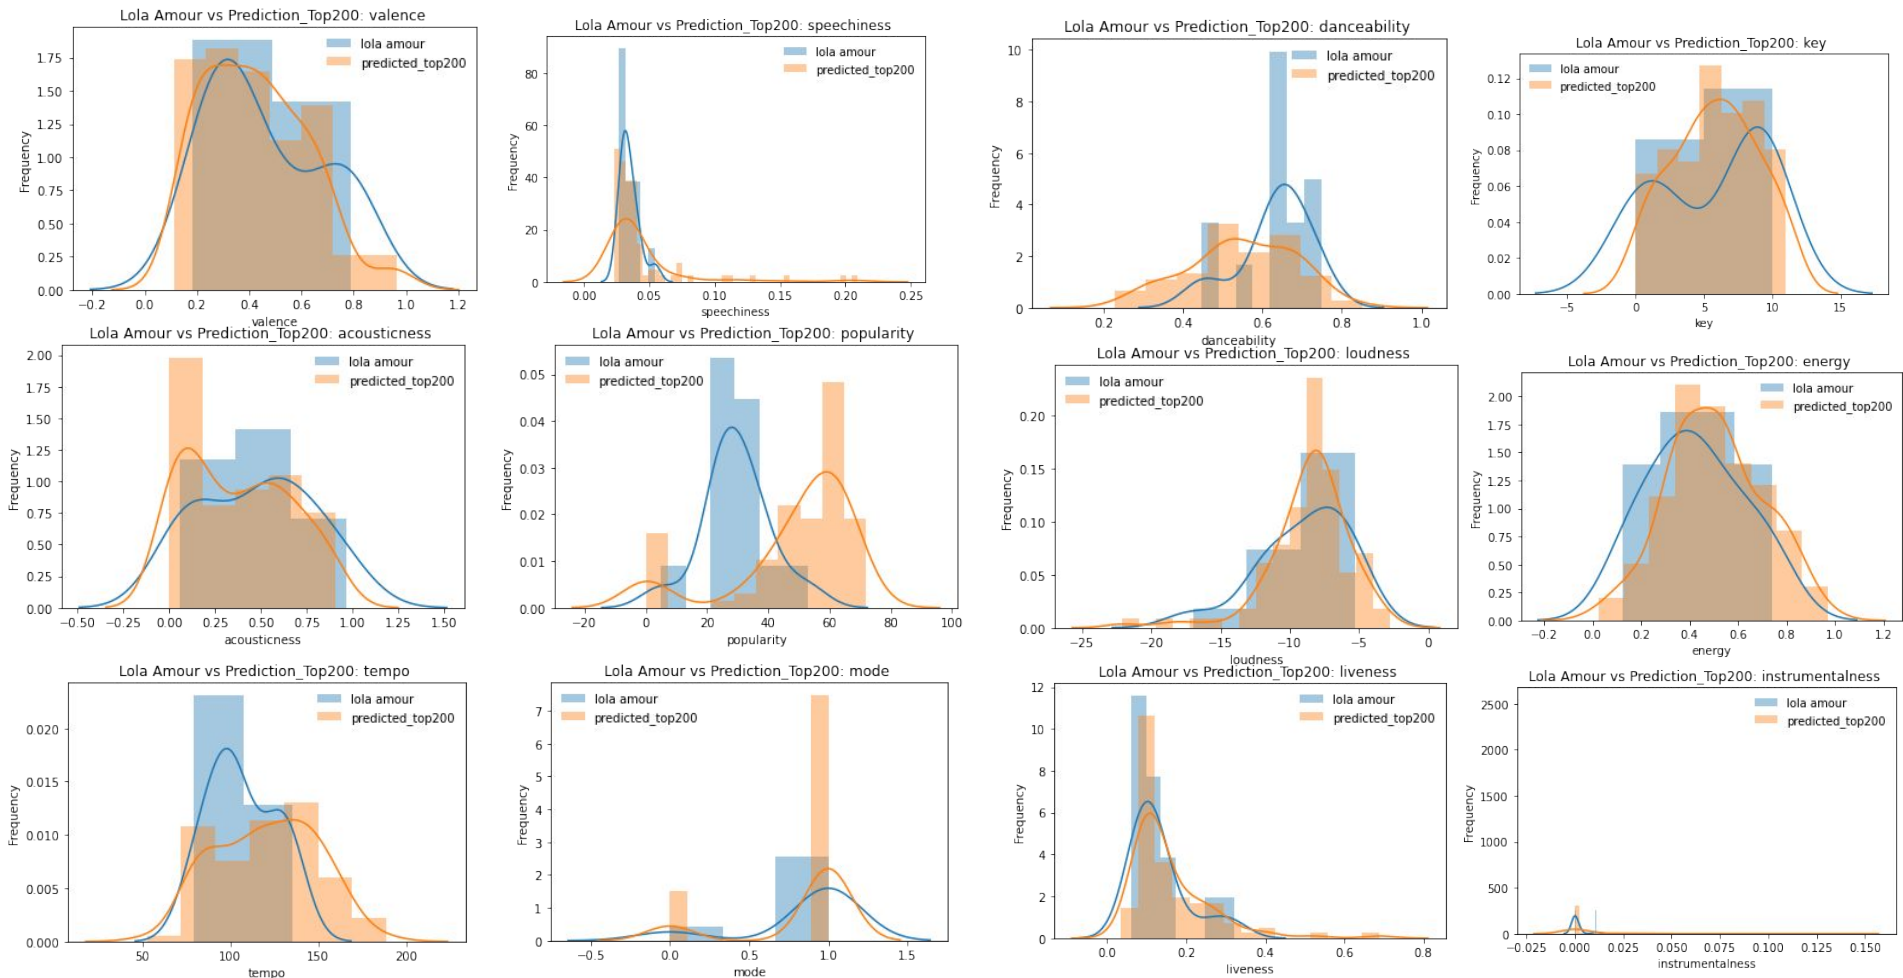 Lola Amour vs Prediction_Top200: valence
lola amour
predicted_top200
1.75
1.50
1.25
1.00
0.75
0.50
0.25
0.00
Frequency
-0.2 0.0 0.2 0.4 0.6 0.8 1.0 1.2
valence
Lola Amour vs Prediction_Top200: speechiness
lola amour
predicted_top200
80
60
40
20
0
Frequency
0.00 0.05 0.10 0.15 0.20 0.25
speechiness
Lola Amour vs Prediction_Top200: danceability
lola amour
predicted_top200
10
8
6
4
2
0
Frequency
0.2 0.4 0.6 0.8 1.0
danceability
Lola Amour vs Prediction_Top200: key
lola amour
predicted_top200
0.12
0.10
0.08
0.06
0.04
0.02
0.00
Frequency
-5 0 5 10 15
key
Lola Amour vs Prediction_Top200: acousticness
lola amour
predicted_top200
2.00
1.75
1.50
1.25
1.00
0.75
0.50
0.25
0.00
Frequency
-0.50 -0.25 0.00 0.25 0.50 0.75 1.00 1.25 1.50
acousticness
Lola Amour vs Prediction_Top200: popularity
lola amour
predicted_top200
0.05
0.04
0.03
0.02
0.01
0.00
Frequency
-20 0 20 40 60 80 100
popularity
Lola Amour vs Prediction_Top200: loudness
lola amour
predicted_top200
0.20
0.15
0.10
0.05
0.00
Frequency
-25 -20 -15 -10 -5 0
loudness
Lola Amour vs Prediction_Top200: energy
lola amour
predicted_top200
2.00
1.75
1.50
1.25
1.00
0.75
0.50
0.25
0.00
Frequency
-0.2 0.0 0.2 0.4 0.6 0.8 1.0 1.2
energy
Lola Amour vs Prediction_Top200: tempo
lola amour
predicted_top200
0.020
0.015
0.010
0.005
0.000
Frequency
50 100 150 200
tempo
Lola Amour vs Prediction_Top200: mode
lola amour
predicted_top200
7
6
5
4
3
2
1
0
Frequency
-0.5 0.0 0.5 1.0 1.5
mode
Lola Amour vs Prediction_Top200: liveness
lola amour
predicted_top200
12
10
8
6
4
2
0
Frequency
0.0 0.2 0.4 0.6 0.8
liveness
Lola Amour vs Prediction_Top200: instrumentalness
lola amour
predicted_top200
2500
2000
1500
1000
500
0
Frequency
-0.025 0.000 0.025 0.050 0.075 0.100 0.125 0.150
instrumentalness